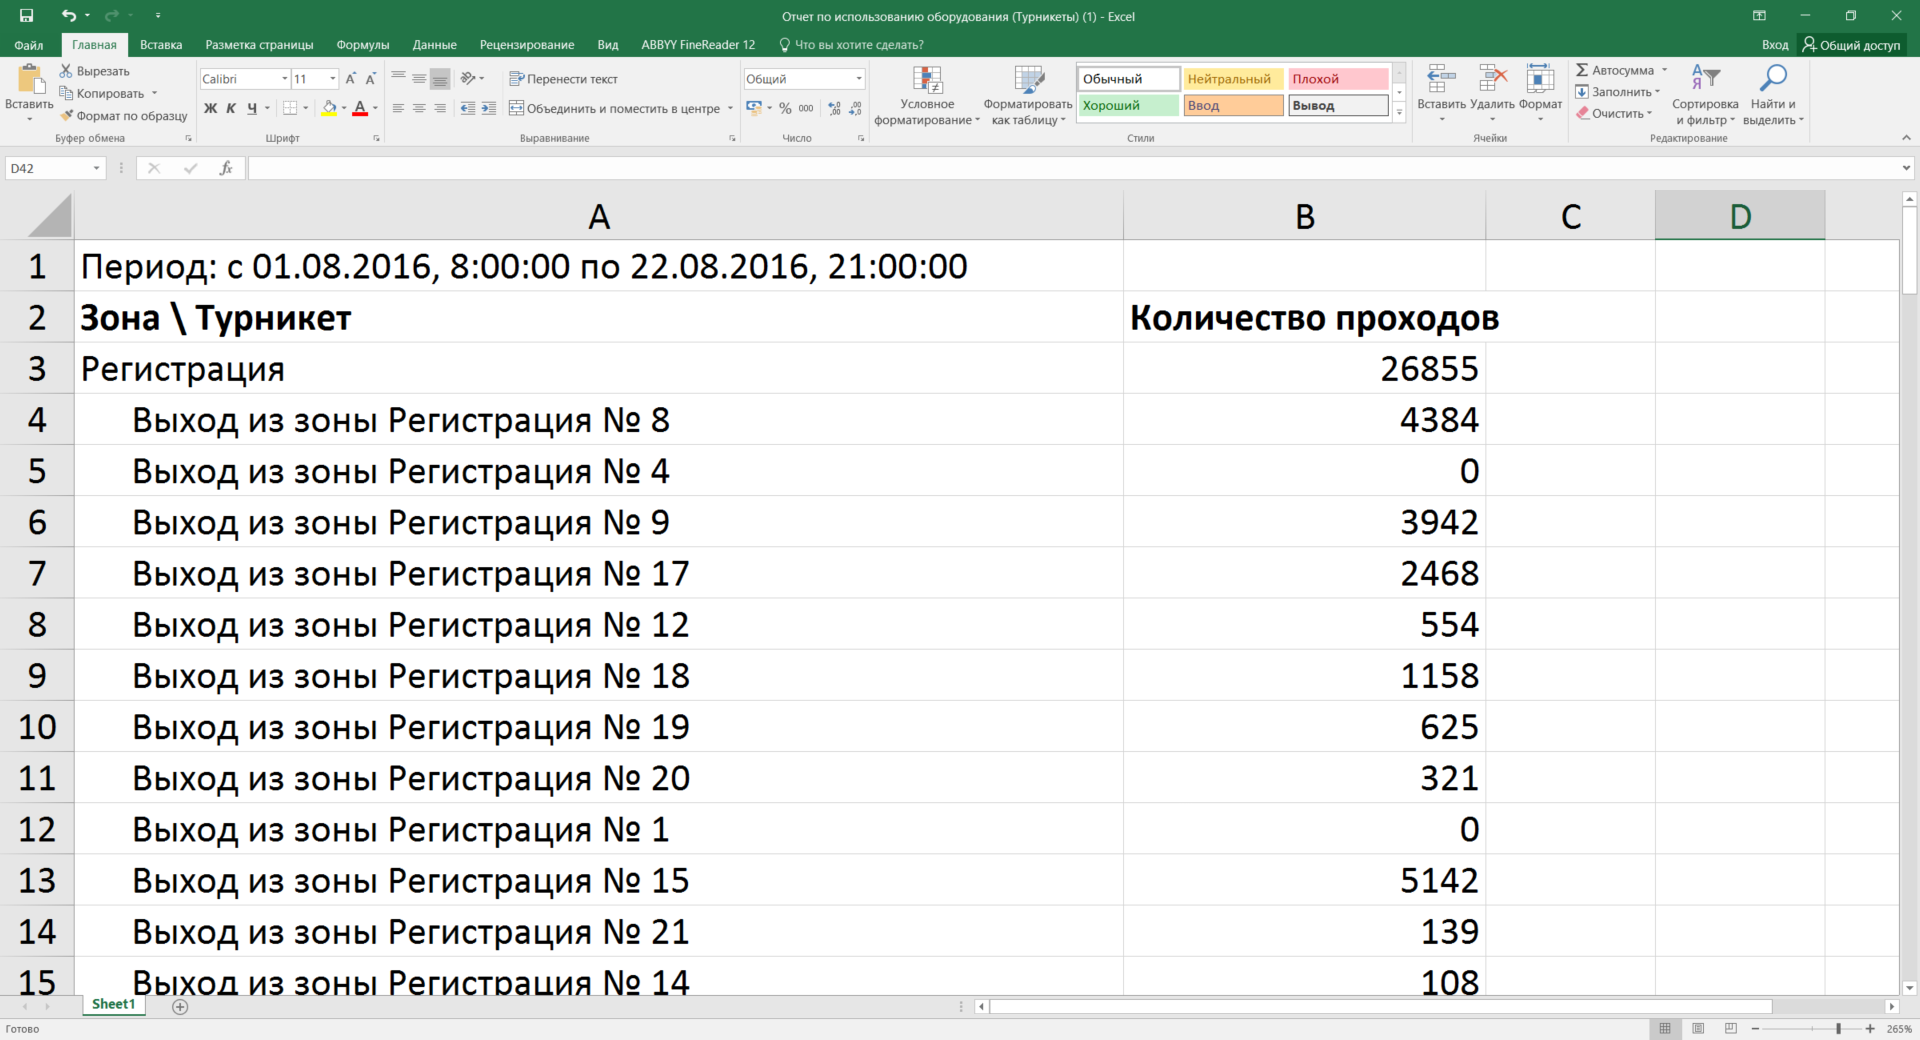 Отчет по использованию оборудования (Турникеты) (1) - Excel
Файл Главная Вставка Разметка страницы Формулы Данные Рецензирование Вид ABBYY FineReader 12 Что вы хотите сделать? Вход Общий доступ
Вставить
Вырезать
Копировать
Формат по образцу
Буфер обмена
Calibri 11
Ж К Ч
Шрифт
Перенести текст
Объединить и поместить в центре
Выравнивание
Общий
% 000
Число
Условное форматирование
Форматировать как таблицу
Обычный Нейтральный Плохой
Хороший Ввод Вывод
Стили
Вставить Удалить Формат
Ячейки
Автосумма
Заполнить
Очистить
Сортировка и фильтр
Найти и выделить
Редактирование
D42 fx
A B C D
1 Период: с 01.08.2016, 8:00:00 по 22.08.2016, 21:00:00
2 Зона \ Турникет Количество проходов
3 Регистрация 26855
4 Выход из зоны Регистрация № 8 4384
5 Выход из зоны Регистрация № 4 0
6 Выход из зоны Регистрация № 9 3942
7 Выход из зоны Регистрация № 17 2468
8 Выход из зоны Регистрация № 12 554
9 Выход из зоны Регистрация № 18 1158
10 Выход из зоны Регистрация № 19 625
11 Выход из зоны Регистрация № 20 321
12 Выход из зоны Регистрация № 1 0
13 Выход из зоны Регистрация № 15 5142
14 Выход из зоны Регистрация № 21 139
15 Выход из зоны Регистрация № 14 108
Sheet1
Готово 265%